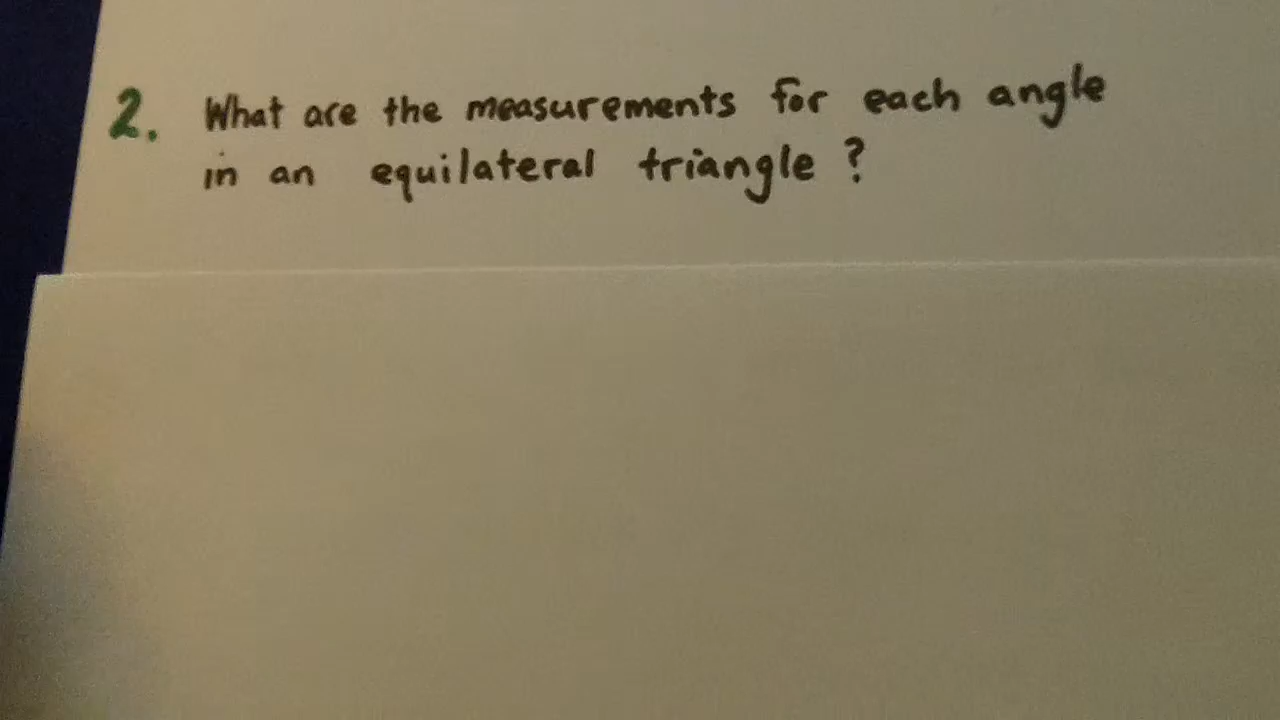 2. What are the measurements for each angle
in an equilateral triangle ?